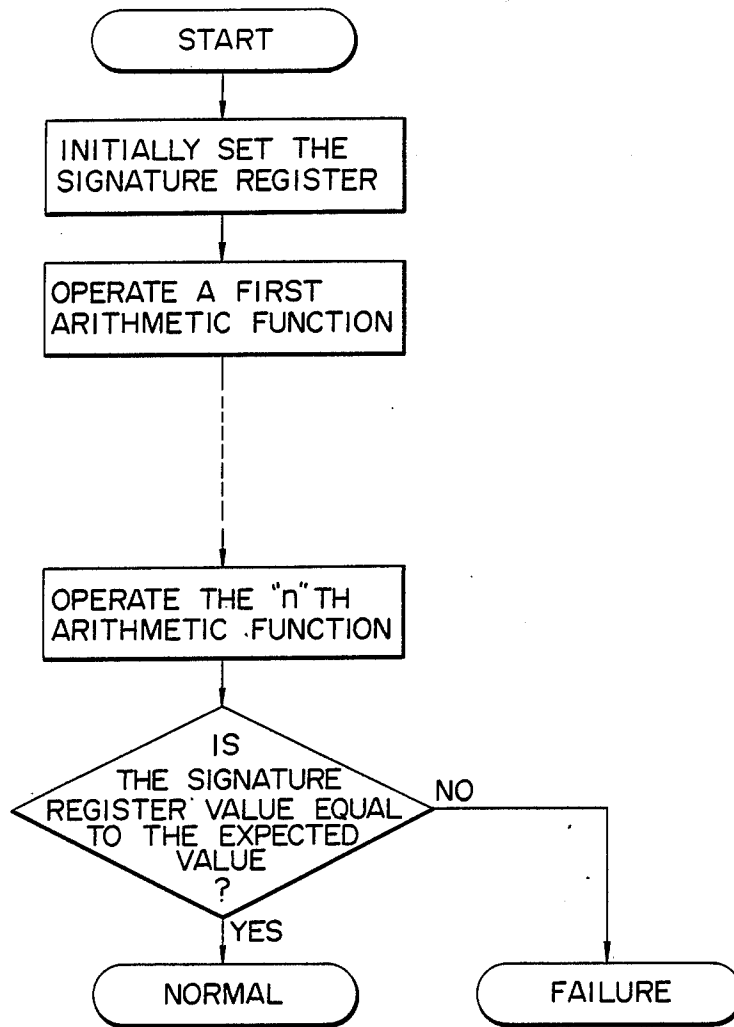 START
INITIALLY SET THE
SIGNATURE REGISTER
OPERATE A FIRST
ARITHMETIC FUNCTION
OPERATE THE "n" TH
ARITHMETIC FUNCTION
IS
THE SIGNATURE
REGISTER VALUE EQUAL
TO THE EXPECTED
VALUE
?
NO
YES
NORMAL
FAILURE